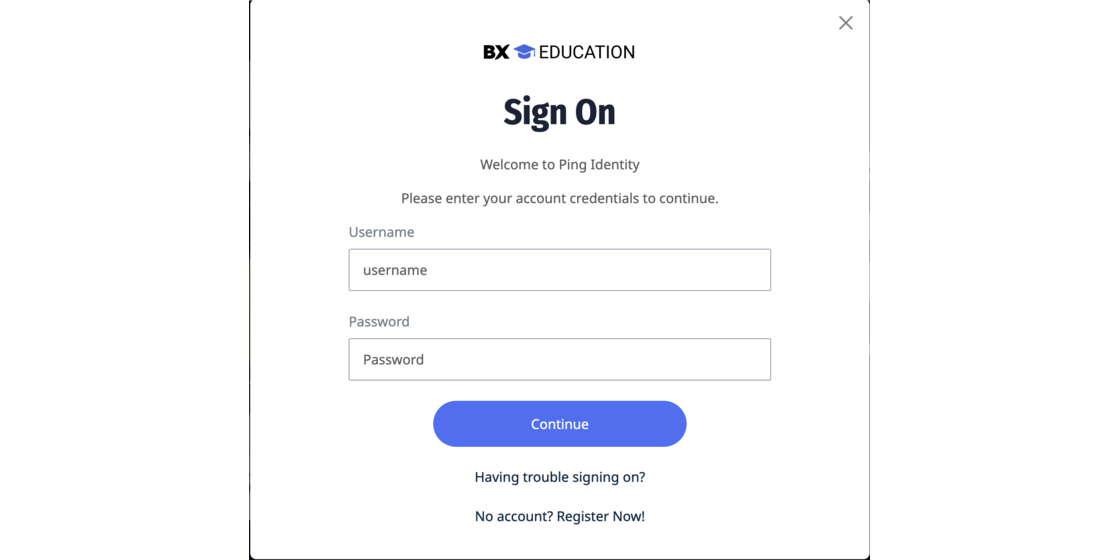 BX EDUCATION
Sign On
Welcome to Ping Identity
Please enter your account credentials to continue.
Username
username
Password
Password
Continue
Having trouble signing on?
No account? Register Now!